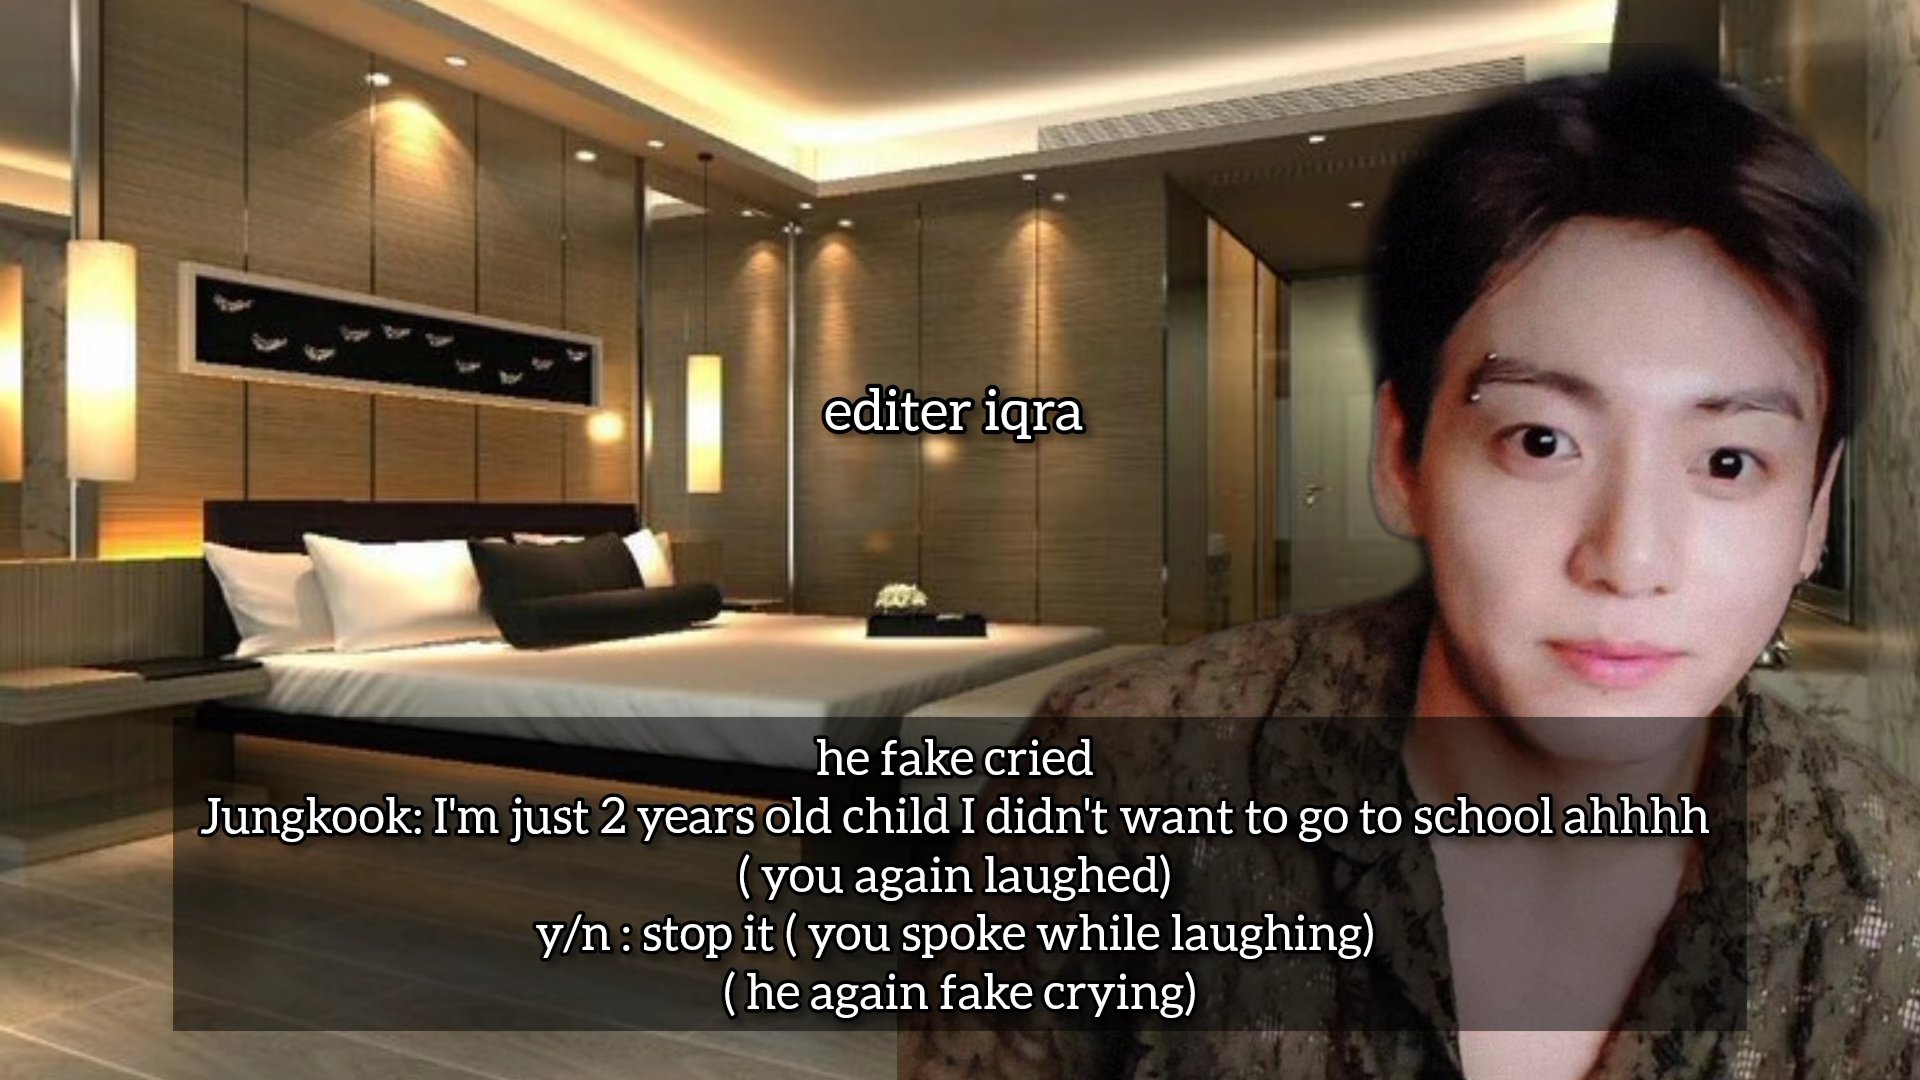 editer iqra
he fake cried
Jungkook: I'm just 2 years old child I didn't want to go to school ahhhh
( you again laughed)
y/n : stop it ( you spoke while laughing)
( he again fake crying)